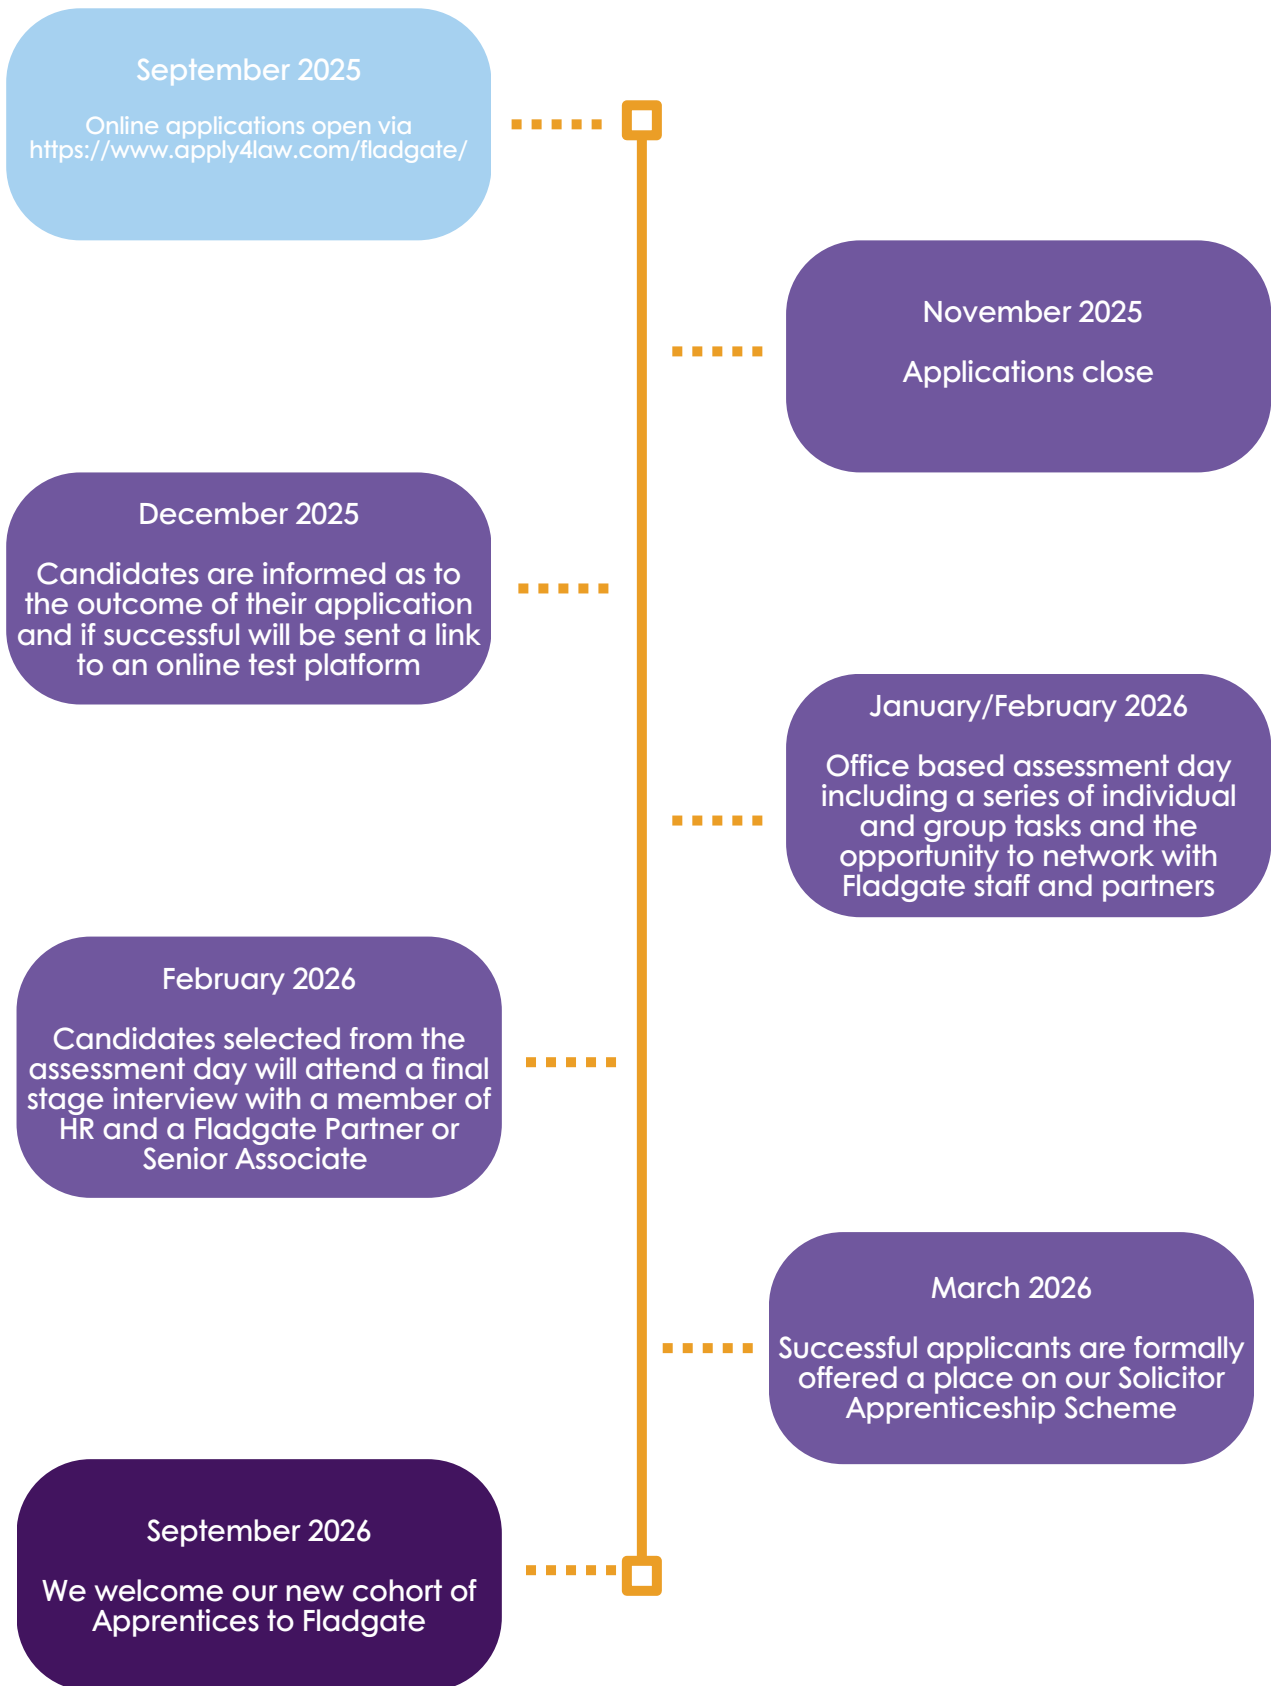 September 2025
Online applications open via
https://www.apply4law.com/fladgate/
November 2025
Applications close
December 2025
Candidates are informed as to
the outcome of their application
and if successful will be sent a link
to an online test platform
January/February 2026
Office based assessment day
including a series of individual
and group tasks and the
opportunity to network with
Fladgate staff and partners
February 2026
Candidates selected from the
assessment day will attend a final
stage interview with a member of
HR and a Fladgate Partner or
Senior Associate
March 2026
Successful applicants are formally
offered a place on our Solicitor
Apprenticeship Scheme
September 2026
We welcome our new cohort of
Apprentices to Fladgate